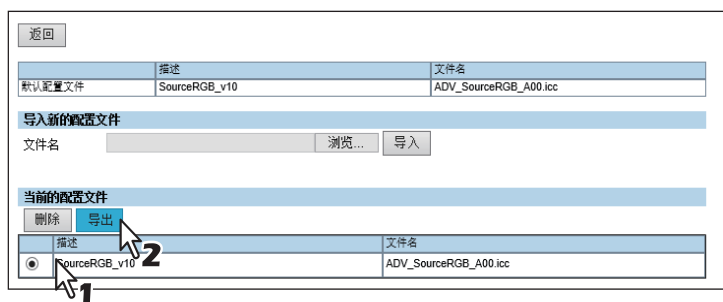 返回
描述 文件名
默认配置文件 SourceRGB_v10 ADV_SourceRGB_A00.icc
导入新的配置文件
文件名 浏览... 导入
当前的配置文件
删除 导出
2
描述 文件名
SourceRGB_v10 ADV_SourceRGB_A00.icc
1